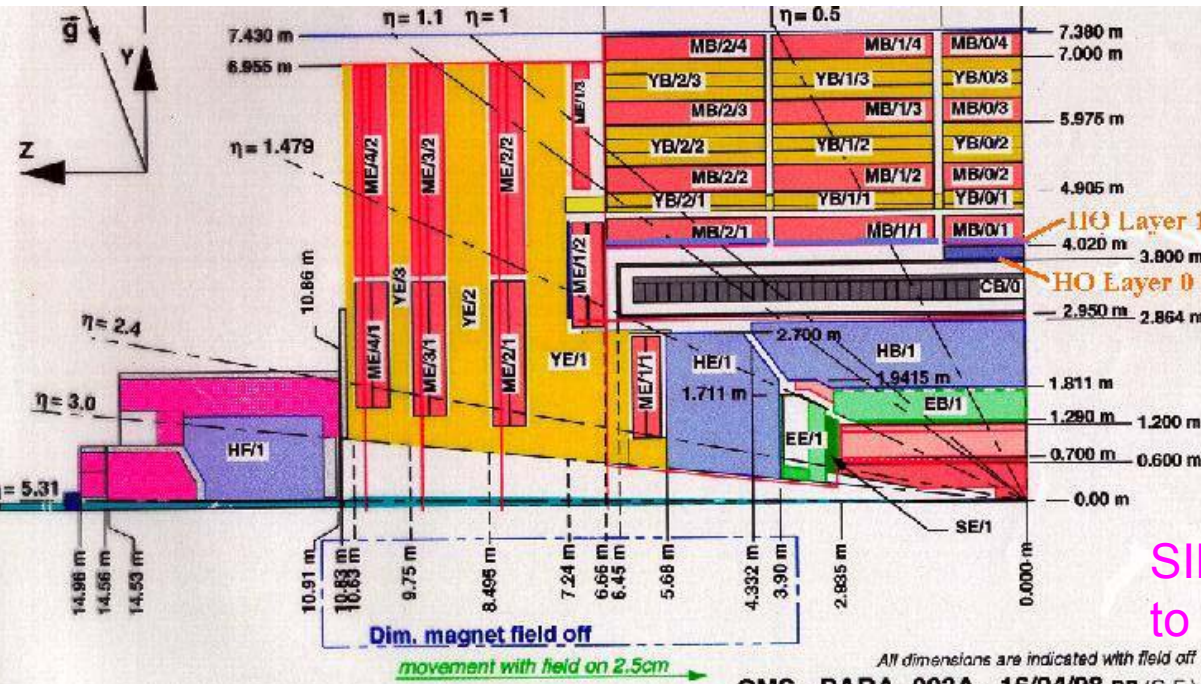 g
Y
Z
η = 1.1
η = 1
η = 0.5
7.430 m
6.955 m
η = 1.479
η = 2.4
η = 3.0
= 5.31
7.380 m
7.000 m
5.975 m
4.905 m
HO Layer 1
4.020 m
3.800 m
HO Layer 0
2.950 m
2.864 m
1.811 m
1.290 m
1.200 m
0.700 m
0.600 m
0.00 m
MB/2/4
MB/1/4
MB/0/4
YB/2/3
YB/1/3
YB/0/3
MB/2/3
MB/1/3
MB/0/3
YB/2/2
YB/1/2
YB/0/2
MB/2/2
MB/1/2
MB/0/2
YB/2/1
YB/1/1
YB/0/1
MB/2/1
MB/1/1
MB/0/1
CB/0
ME/4/2
ME/3/2
ME/2/2
ME/1/3
ME/1/2
YE/3
YE/2
YE/1
ME/4/1
ME/3/1
ME/2/1
ME/1/1
HE/1
HB/1
2.700 m
1.711 m
1.9415 m
EB/1
EE/1
SE/1
HF/1
10.86 m
14.96 m
14.56 m
14.53 m
10.91 m
10.83 m
10.63 m
9.75 m
8.495 m
7.24 m
6.66 m
6.45 m
5.68 m
4.332 m
3.90 m
2.835 m
0.000 m
Dim. magnet field off
movement with field on 2.5cm
to
All dimensions are indicated with field off